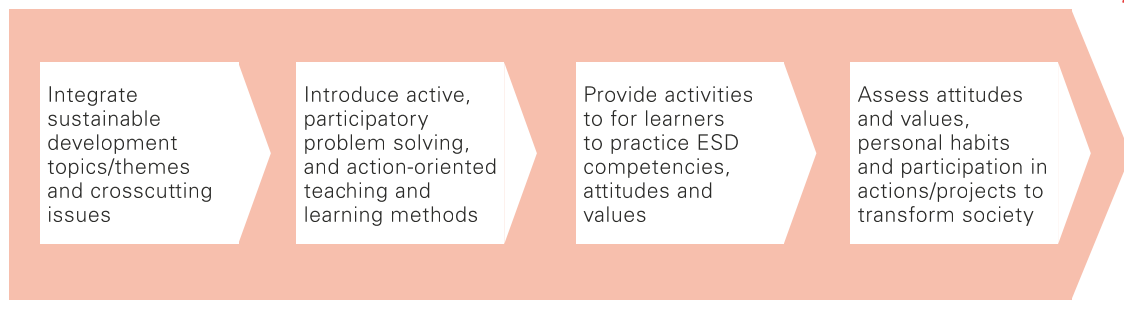 Integrate
sustainable
development
topics/themes
and crosscutting
issues
Introduce active,
participatory
problem solving,
and action-oriented
teaching and
learning methods
Provide activities
to for learners
to practice ESD
competencies,
attitudes and
values
Assess attitudes
and values,
personal habits
and participation in
actions/projects to
transform society